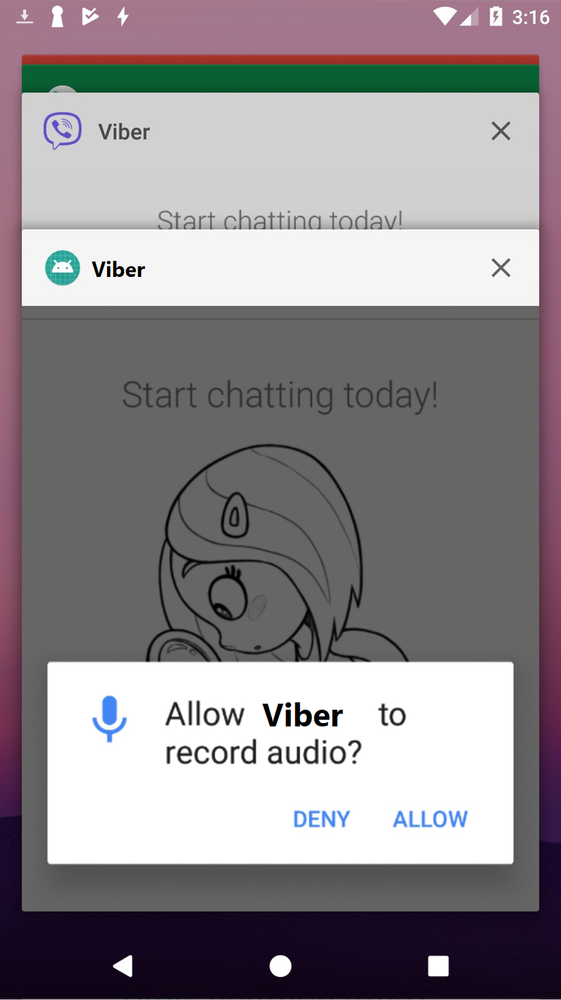 3:16
Viber
Start chatting today!
Viber
Start chatting today!
Allow Viber to
record audio?
DENY ALLOW